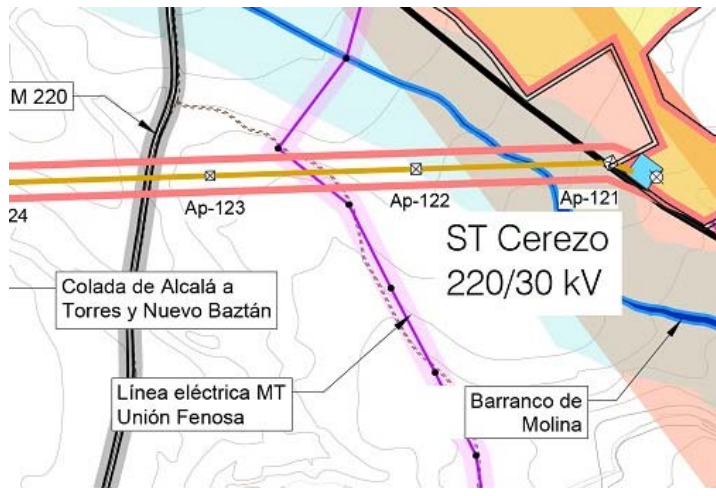 M 220
Ap-123
Ap-122
Ap-121
24
ST Cerezo
220/30 kV
Colada de Alcalá a
Torres y Nuevo Baztán
Línea eléctrica MT
Unión Fenosa
Barranco de
Molina